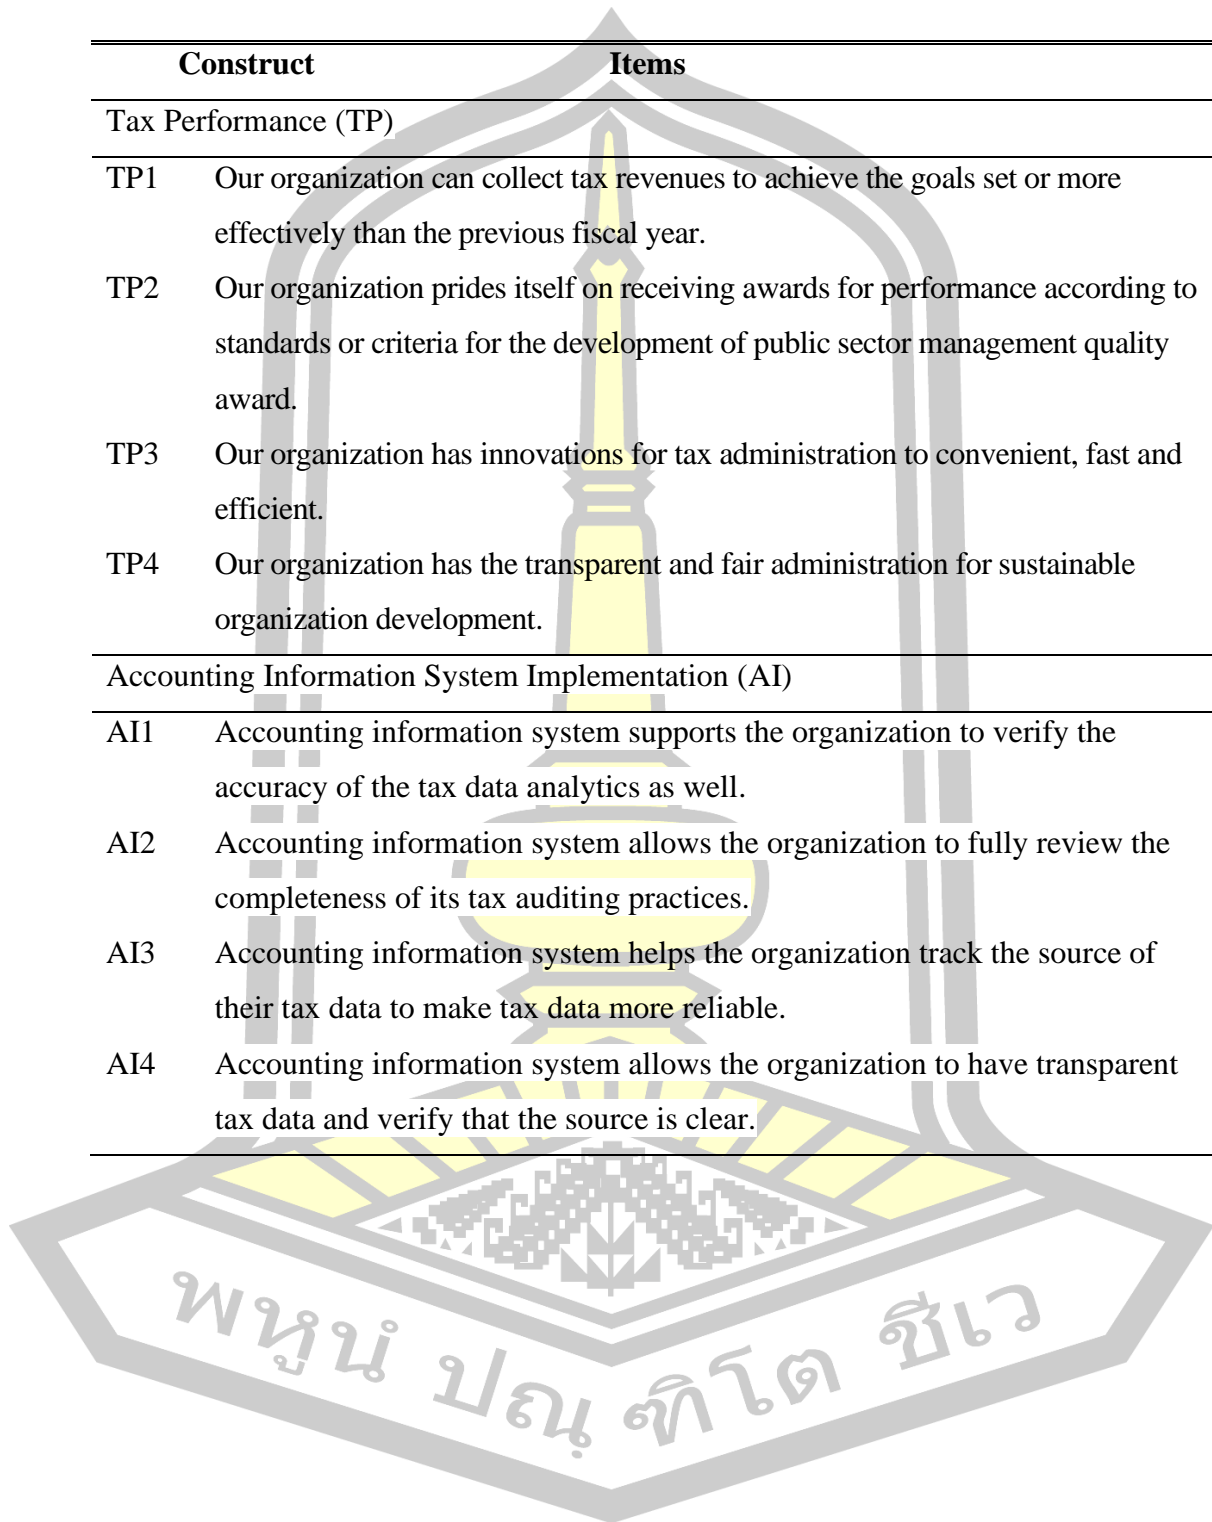 Construct Items
Tax Performance (TP)
TP1 Our organization can collect tax revenues to achieve the goals set or more
effectively than the previous fiscal year.
TP2 Our organization prides itself on receiving awards for performance according to
standards or criteria for the development of public sector management quality
award.
TP3 Our organization has innovations for tax administration to convenient, fast and
efficient.
TP4 Our organization has the transparent and fair administration for sustainable
organization development.
Accounting Information System Implementation (AI)
AI1 Accounting information system supports the organization to verify the
accuracy of the tax data analytics as well.
AI2 Accounting information system allows the organization to fully review the
completeness of its tax auditing practices.
AI3 Accounting information system helps the organization track the source of
their tax data to make tax data more reliable.
AI4 Accounting information system allows the organization to have transparent
tax data and verify that the source is clear.
พหูนํ ปณฺฑิโต ชีเว